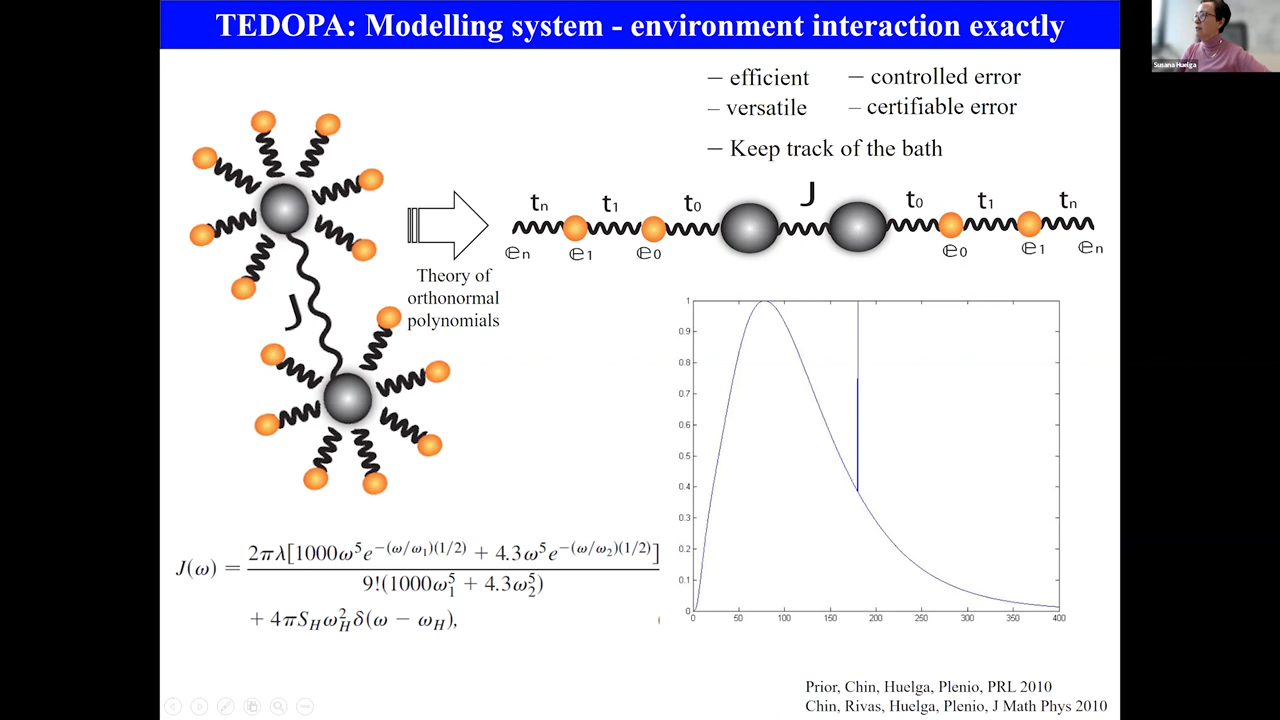 TEDOPA: Modelling system - environment interaction exactly
Susana Huelga
– efficient – controlled error
– versatile – certifiable error
– Keep track of the bath
tn t1 t0 J t0 t1 tn
en e1 e0 e0 e1 en
Theory of
orthonormal
polynomials
J
1
0.9
0.8
0.7
0.6
0.5
0.4
0.3
0.2
0.1
0
0 50 100 150 200 250 300 350 400
J(ω) = 2πλ[1000ω⁵e^−(ω/ω₁)(1/2) + 4.3ω⁵e^−(ω/ω₂)(1/2)]
9!(1000ω₁⁵ + 4.3ω₂⁵)
+ 4πS_Hω_H²δ(ω − ω_H),
Prior, Chin, Huelga, Plenio, PRL 2010
Chin, Rivas, Huelga, Plenio, J Math Phys 2010